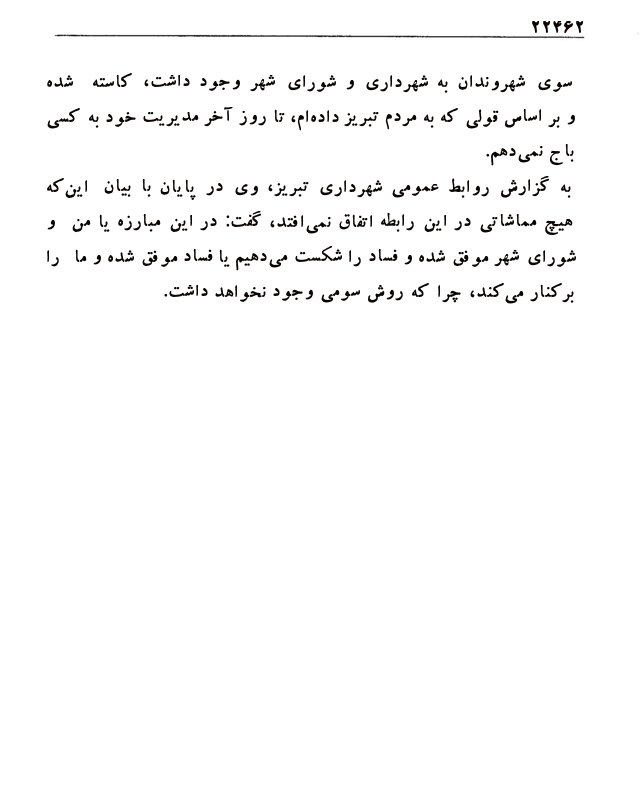 ۲۲۴۶۲
سوی شهروندان به شهرداری و شورای شهر وجود داشت، کاسته شده
و بر اساس قولی که به مردم تبریز داده‌ام، تا روز آخر مدیریت خود به کسی
باج نمی‌دهم.
به گزارش روابط عمومی شهرداری تبریز، وی در پایان با بیان این‌که
هیچ مماشاتی در این رابطه اتفاق نمی‌افتد، گفت: در این مبارزه یا من و
شورای شهر موفق شده و فساد را شکست می‌دهیم یا فساد موفق شده و ما را
برکنار می‌کند، چرا که روش سومی وجود نخواهد داشت.